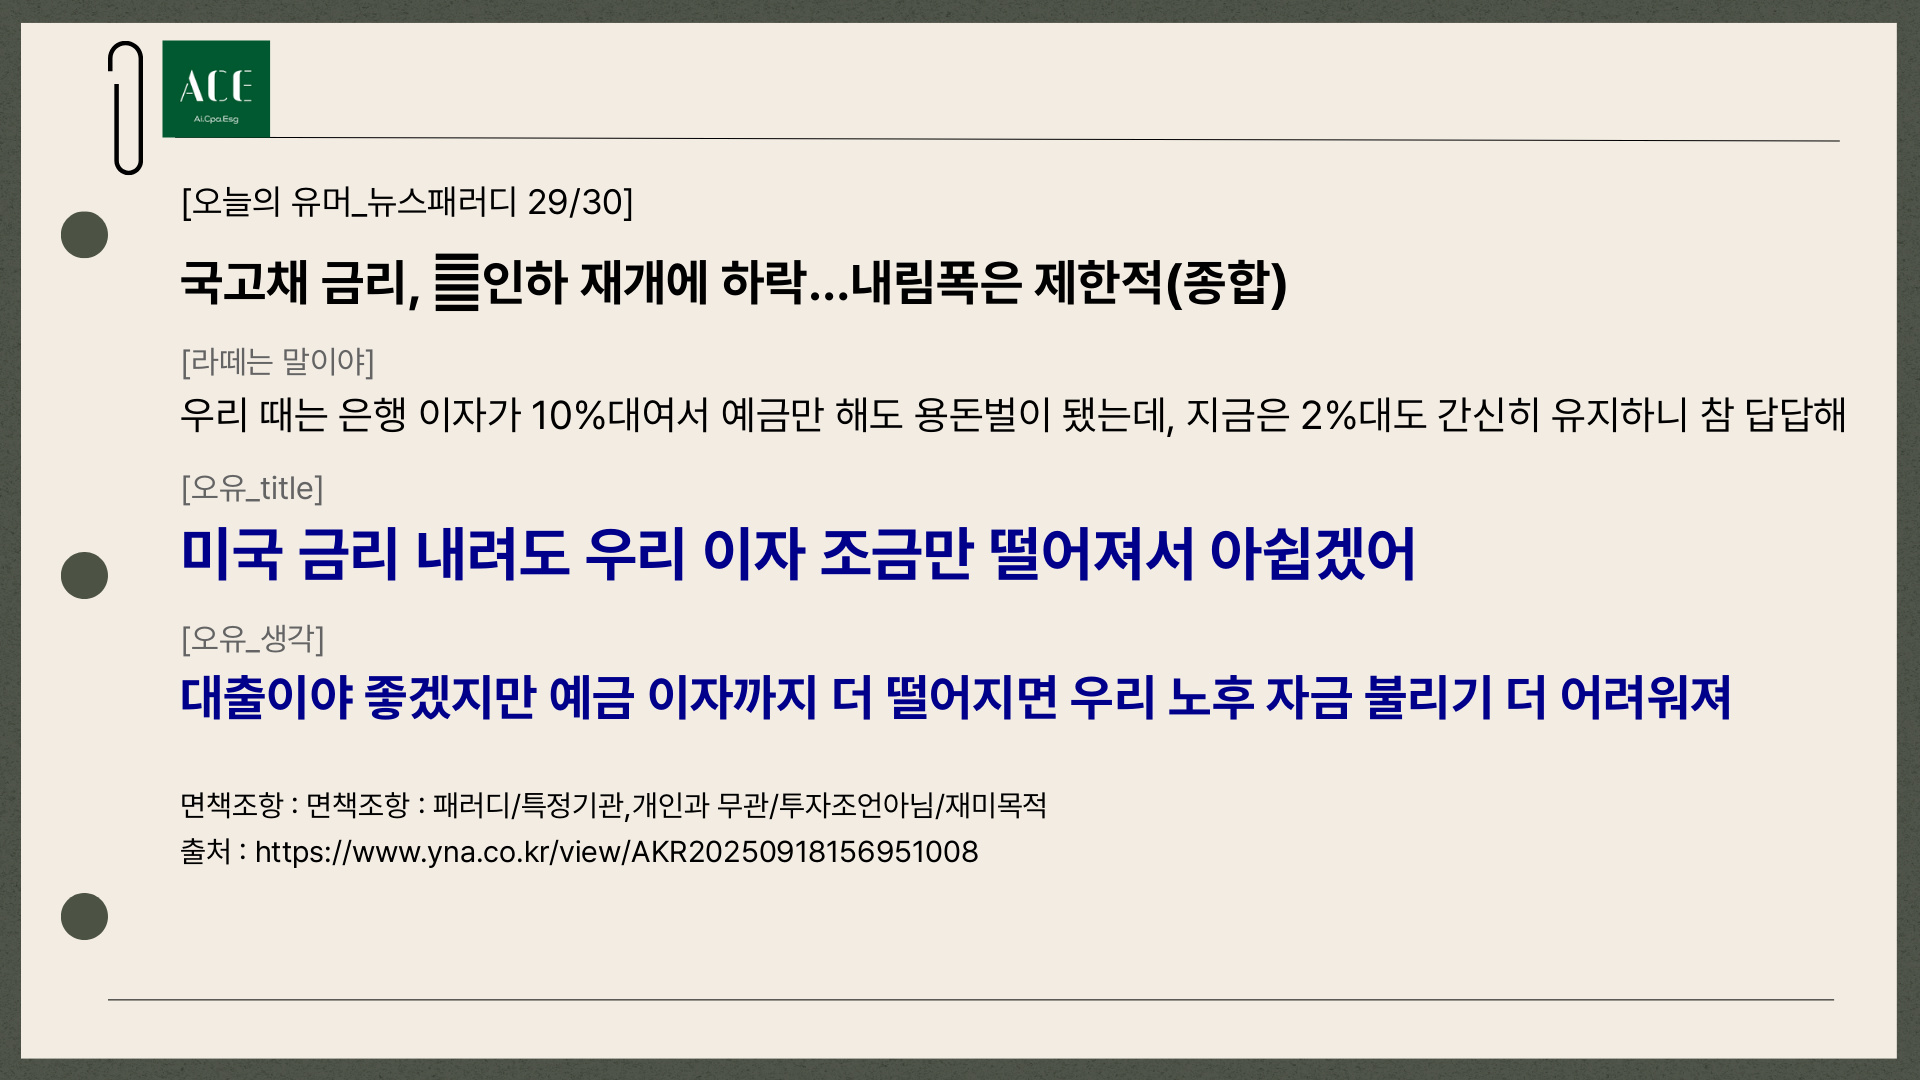 ACE
Ai.Cpa.Esg
[오늘의 유머_뉴스패러디 29/30]
국고채 금리, 인하 재개에 하락…내림폭은 제한적(종합)
[라떼는 말이야]
우리 때는 은행 이자가 10%대여서 예금만 해도 용돈벌이 됐는데, 지금은 2%대도 간신히 유지하니 참 답답해
[오유_title]
미국 금리 내려도 우리 이자 조금만 떨어져서 아쉽겠어
[오유_생각]
대출이야 좋겠지만 예금 이자까지 더 떨어지면 우리 노후 자금 불리기 더 어려워져
면책조항 : 면책조항 : 패러디/특정기관,개인과 무관/투자조언아님/재미목적
출처 : https://www.yna.co.kr/view/AKR20250918156951008